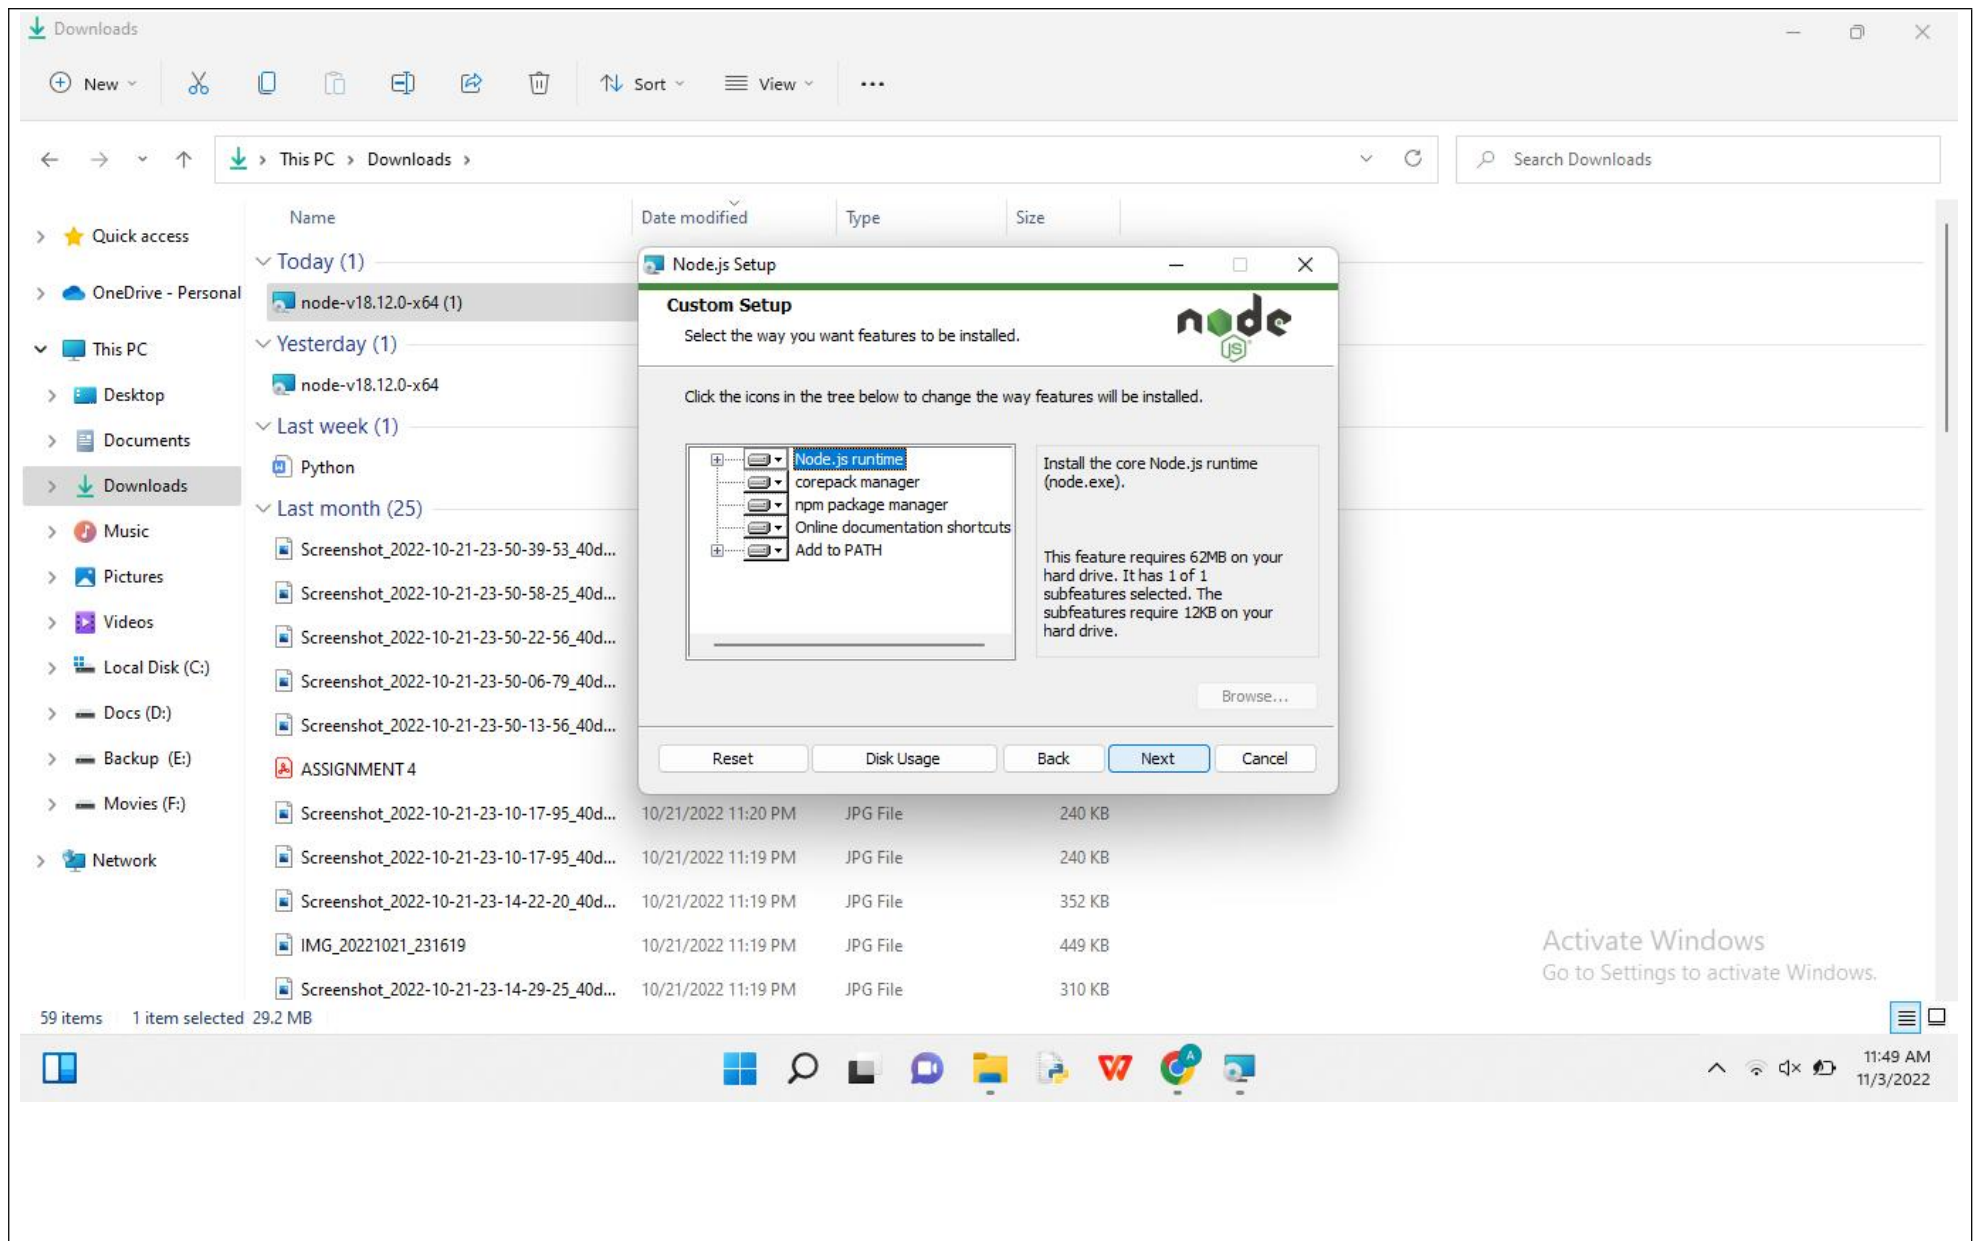 Downloads
New
Sort
View
This PC > Downloads >
Search Downloads
Name Date modified Type Size
Quick access
OneDrive - Personal
This PC
Desktop
Documents
Downloads
Music
Pictures
Videos
Local Disk (C:)
Docs (D:)
Backup (E:)
Movies (F:)
Network
Today (1)
node-v18.12.0-x64 (1)
Yesterday (1)
node-v18.12.0-x64
Last week (1)
Python
Last month (25)
Screenshot_2022-10-21-23-50-39-53_40d...
Screenshot_2022-10-21-23-50-58-25_40d...
Screenshot_2022-10-21-23-50-22-56_40d...
Screenshot_2022-10-21-23-50-06-79_40d...
Screenshot_2022-10-21-23-50-13-56_40d...
ASSIGNMENT 4
Screenshot_2022-10-21-23-10-17-95_40d... 10/21/2022 11:20 PM JPG File 240 KB
Screenshot_2022-10-21-23-10-17-95_40d... 10/21/2022 11:19 PM JPG File 240 KB
Screenshot_2022-10-21-23-14-22-20_40d... 10/21/2022 11:19 PM JPG File 352 KB
IMG_20221021_231619 10/21/2022 11:19 PM JPG File 449 KB
Screenshot_2022-10-21-23-14-29-25_40d... 10/21/2022 11:19 PM JPG File 310 KB
Node.js Setup
Custom Setup
Select the way you want features to be installed.
node
JS
Click the icons in the tree below to change the way features will be installed.
Node.js runtime
corepack manager
npm package manager
Online documentation shortcuts
Add to PATH
Install the core Node.js runtime
(node.exe).
This feature requires 62MB on your
hard drive. It has 1 of 1
subfeatures selected. The
subfeatures require 12KB on your
hard drive.
Browse...
Reset Disk Usage Back Next Cancel
Activate Windows
Go to Settings to activate Windows.
59 items 1 item selected 29.2 MB
A
11:49 AM
11/3/2022